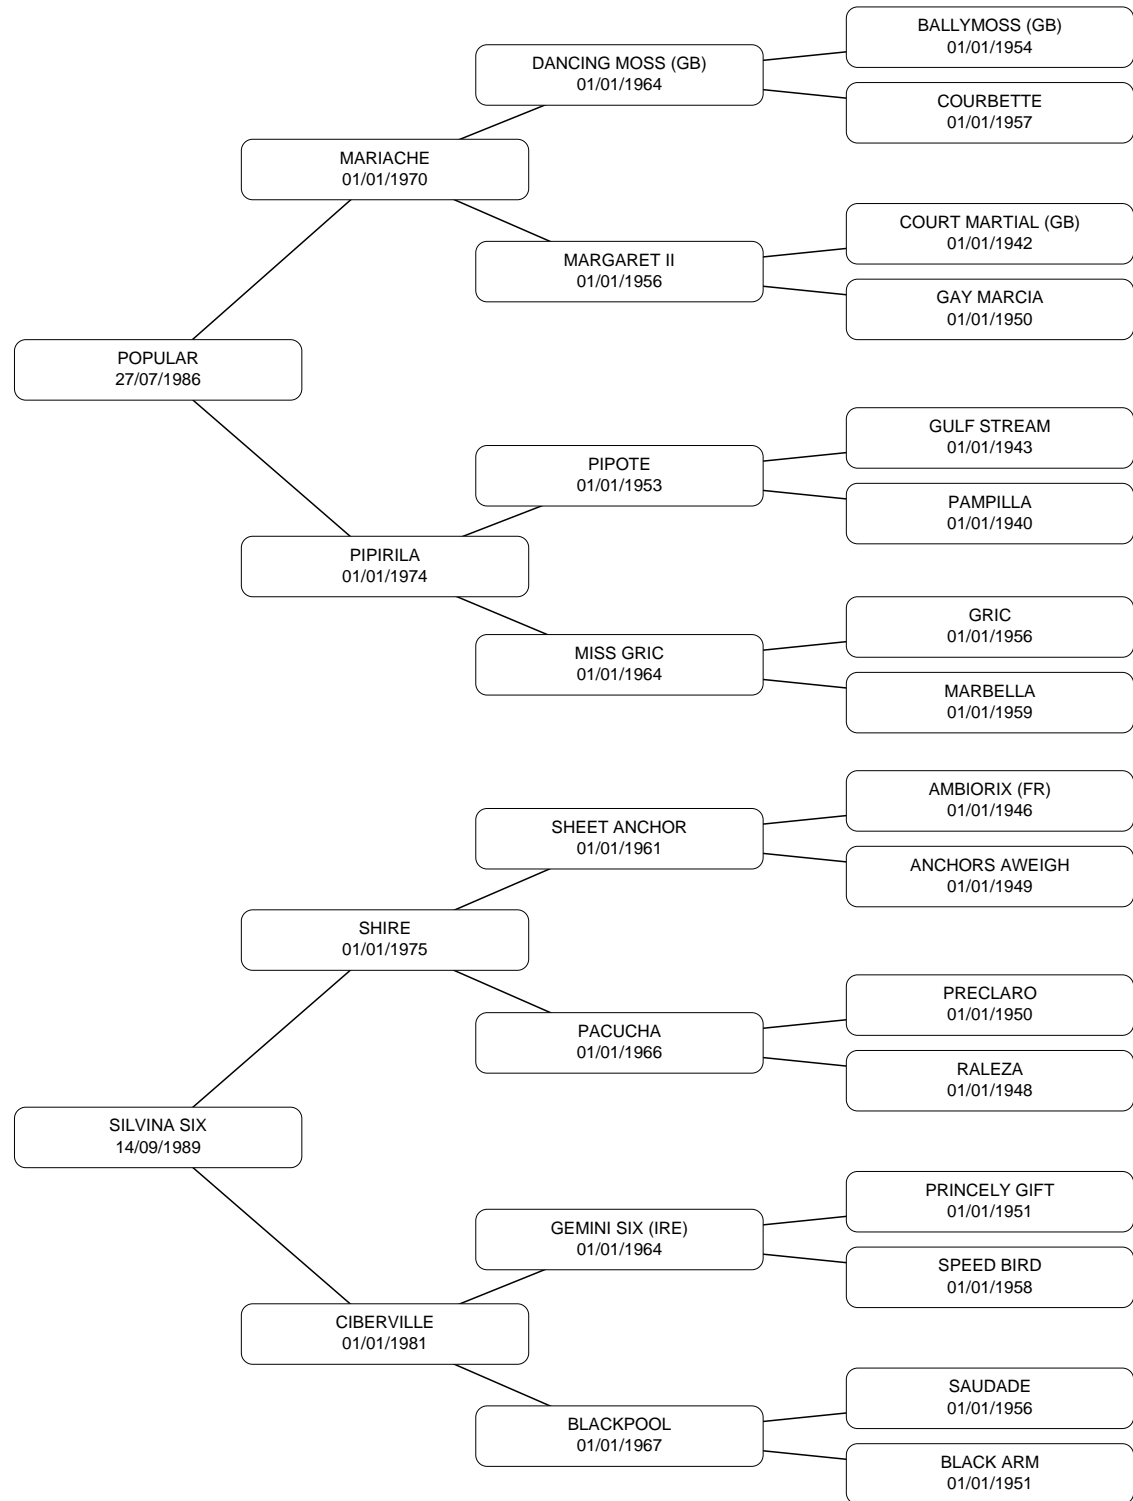 BALLYMOSS (GB)
01/01/1954
DANCING MOSS (GB)
01/01/1964
COURBETTE
01/01/1957
MARIACHE
01/01/1970
COURT MARTIAL (GB)
01/01/1942
MARGARET II
01/01/1956
GAY MARCIA
01/01/1950
POPULAR
27/07/1986
GULF STREAM
01/01/1943
PIPOTE
01/01/1953
PAMPILLA
01/01/1940
PIPIRILA
01/01/1974
GRIC
01/01/1956
MISS GRIC
01/01/1964
MARBELLA
01/01/1959
AMBIORIX (FR)
01/01/1946
SHEET ANCHOR
01/01/1961
ANCHORS AWEIGH
01/01/1949
SHIRE
01/01/1975
PRECLARO
01/01/1950
PACUCHA
01/01/1966
RALEZA
01/01/1948
SILVINA SIX
14/09/1989
PRINCELY GIFT
01/01/1951
GEMINI SIX (IRE)
01/01/1964
SPEED BIRD
01/01/1958
CIBERVILLE
01/01/1981
SAUDADE
01/01/1956
BLACKPOOL
01/01/1967
BLACK ARM
01/01/1951